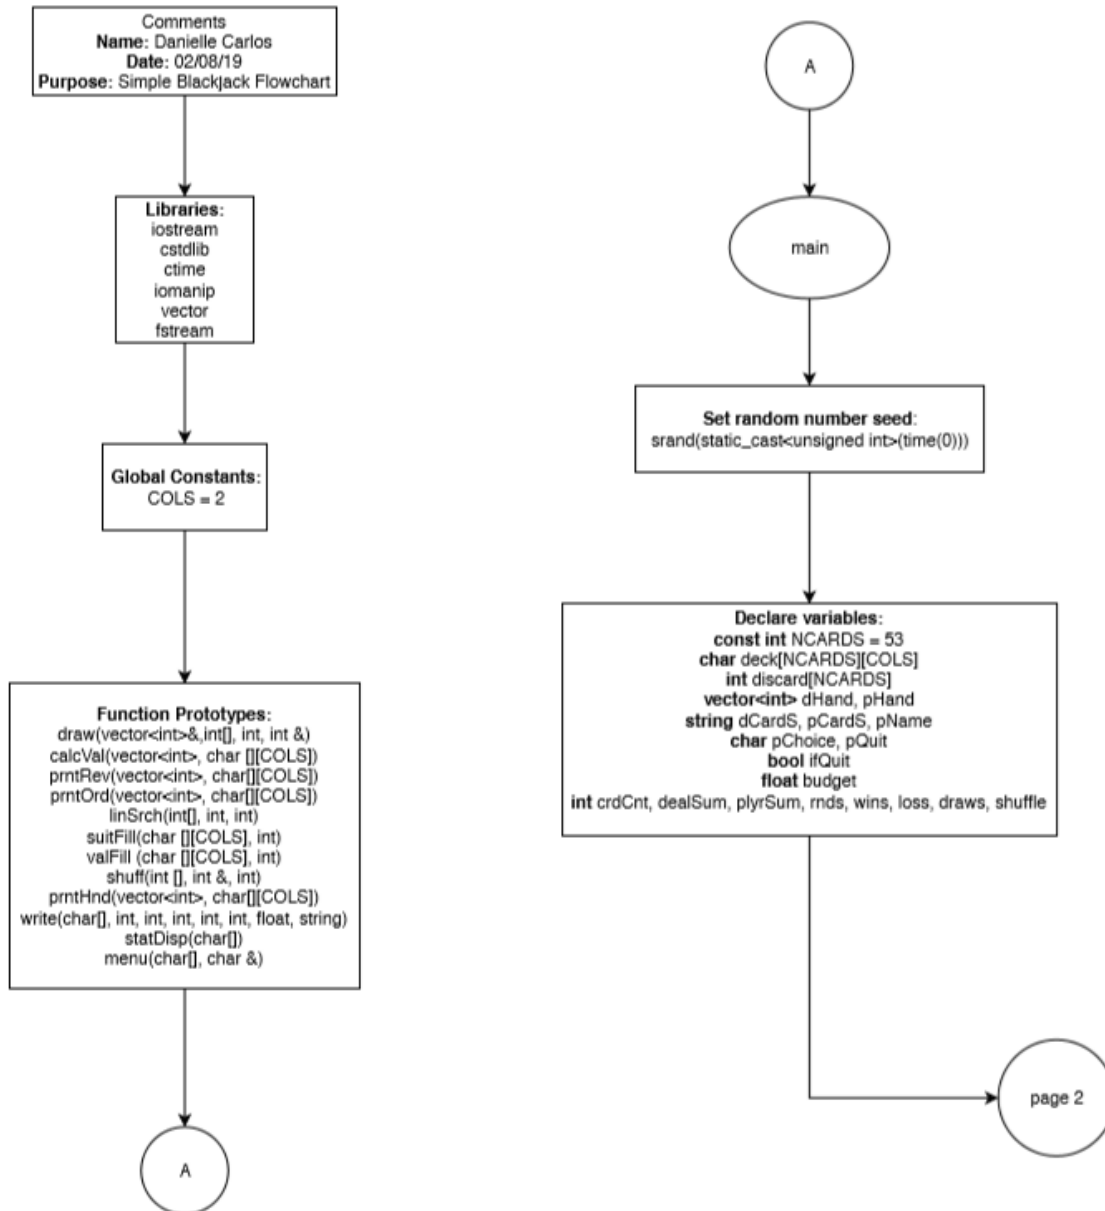 Comments
Name: Danielle Carlos
Date: 02/08/19
Purpose: Simple Blackjack Flowchart
Libraries:
iostream
cstdlib
ctime
iomanip
vector
fstream
Global Constants:
COLS = 2
Function Prototypes:
draw(vector<int>&,int[], int, int &)
calcVal(vector<int>, char [][COLS])
prntRev(vector<int>, char[][COLS])
prntOrd(vector<int>, char[][COLS])
linSrch(int[], int, int)
suitFill(char [][COLS], int)
valFill (char [][COLS], int)
shuff(int [], int &, int)
prntHnd(vector<int>, char[][COLS])
write(char[], int, int, int, int, int, float, string)
statDisp(char[])
menu(char[], char &)
A
A
main
Set random number seed:
srand(static_cast<unsigned int>(time(0)))
Declare variables:
const int NCARDS = 53
char deck[NCARDS][COLS]
int discard[NCARDS]
vector<int> dHand, pHand
string dCardS, pCardS, pName
char pChoice, pQuit
bool ifQuit
float budget
int crdCnt, dealSum, plyrSum, rnds, wins, loss, draws, shuffle
page 2